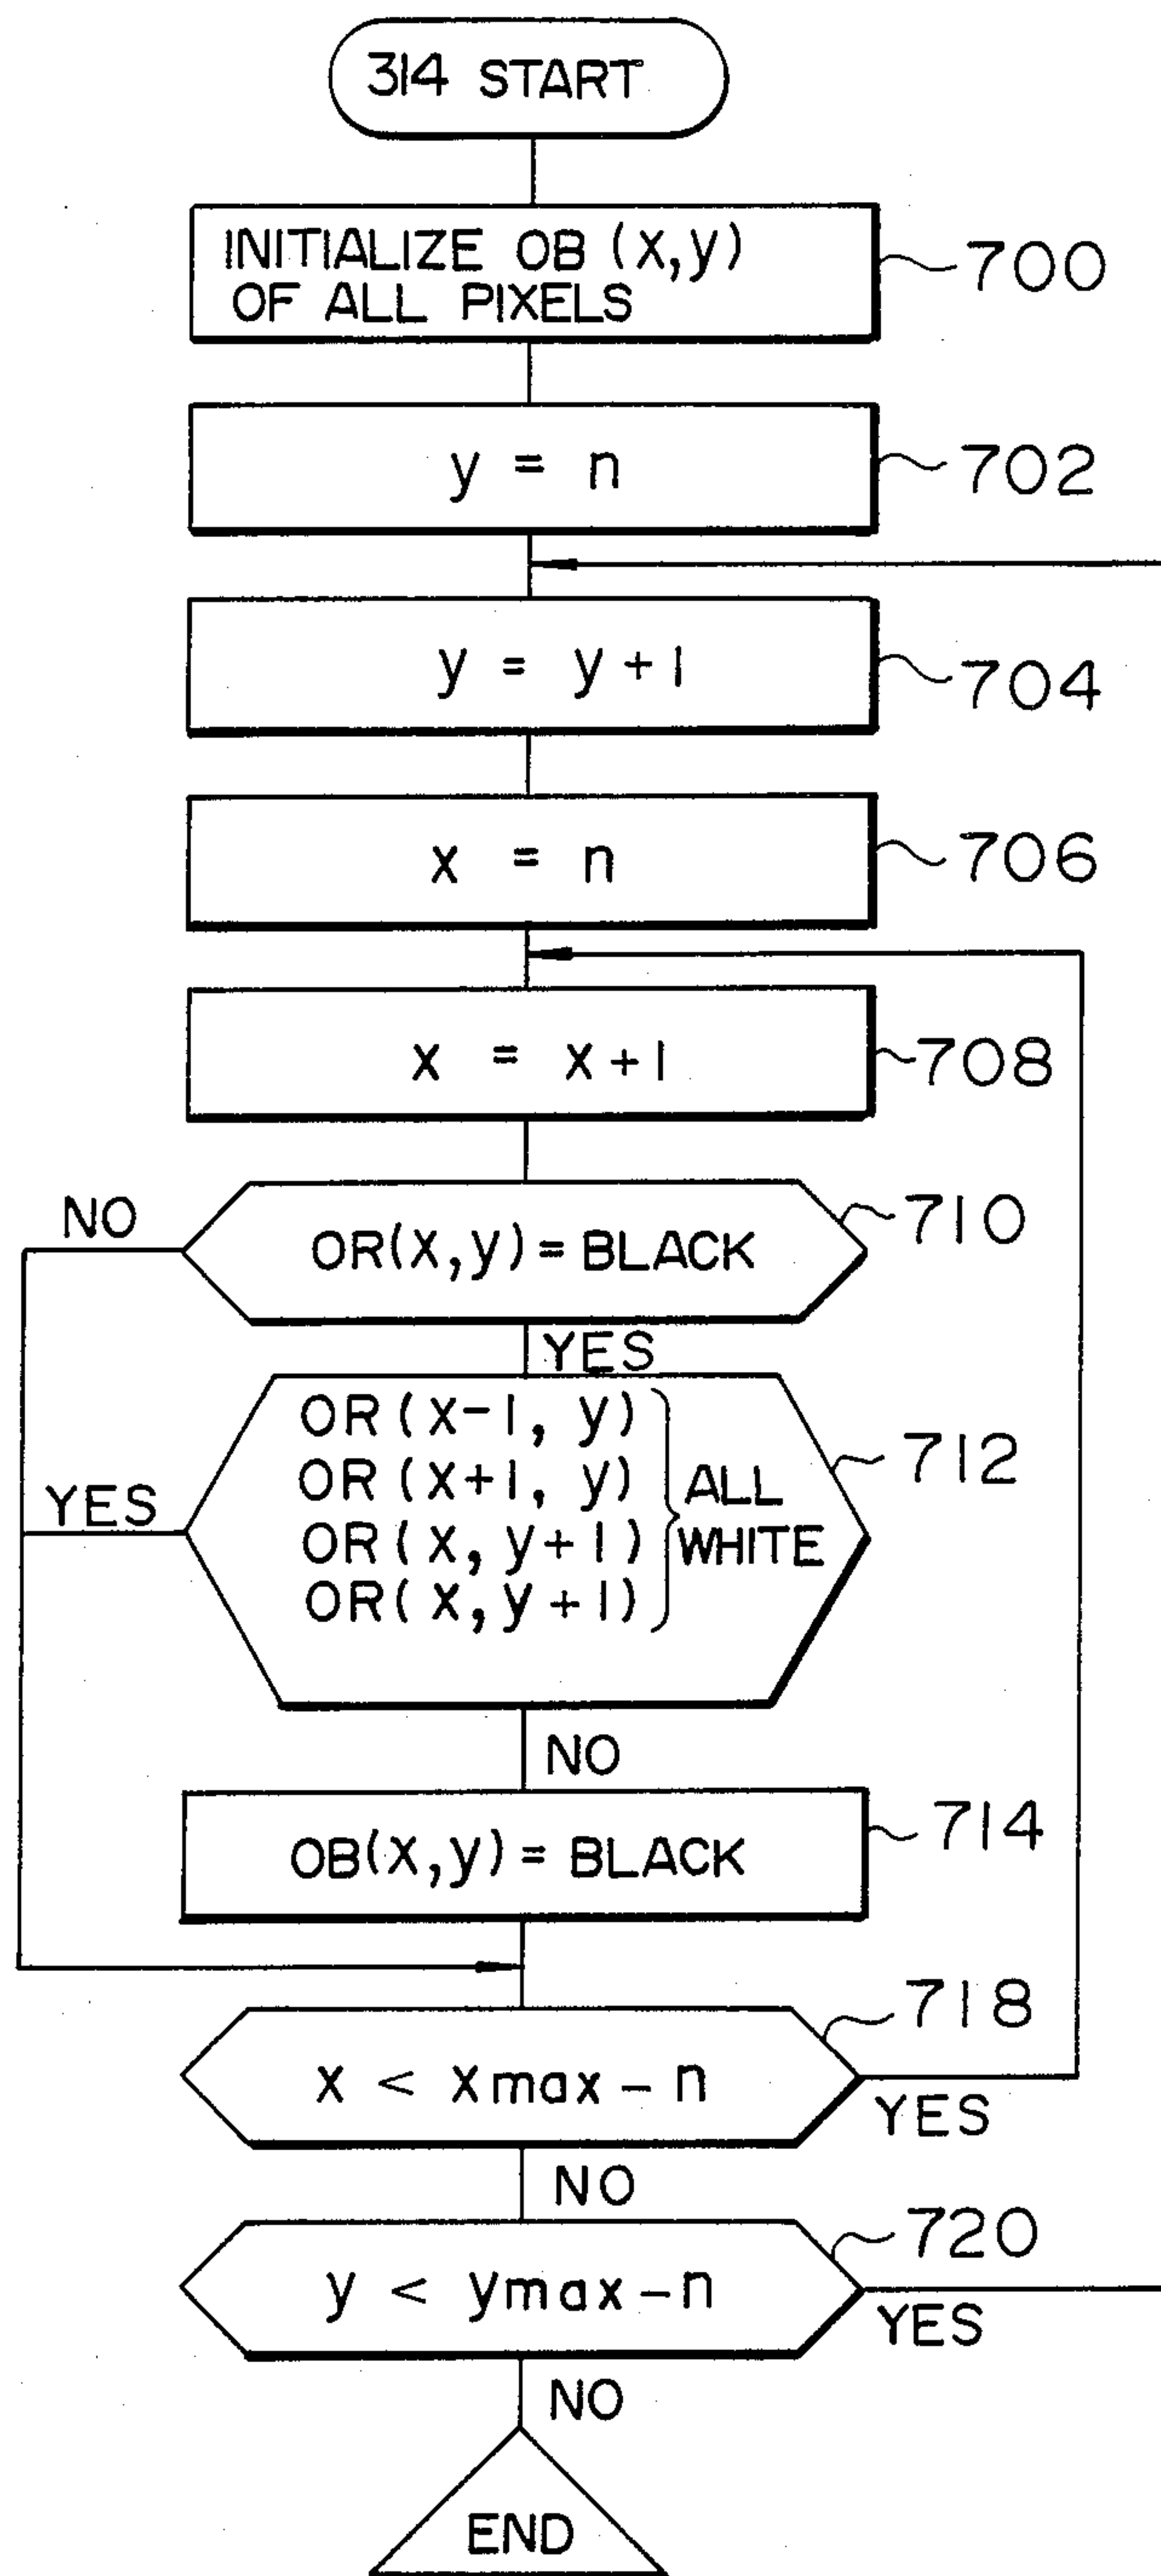 314 START
INITIALIZE OB (x,y)
OF ALL PIXELS
700
y = n
702
y = y+1
704
x = n
706
x = x+1
708
NO
OR(x,y)=BLACK
710
YES
OR(x-1, y)
OR(x+1, y)
OR(x, y+1)
OR(x, y+1)
ALL
WHITE
712
YES
NO
OB(x,y)=BLACK
714
x < xmax-n
718
YES
NO
y < ymax-n
720
YES
NO
END